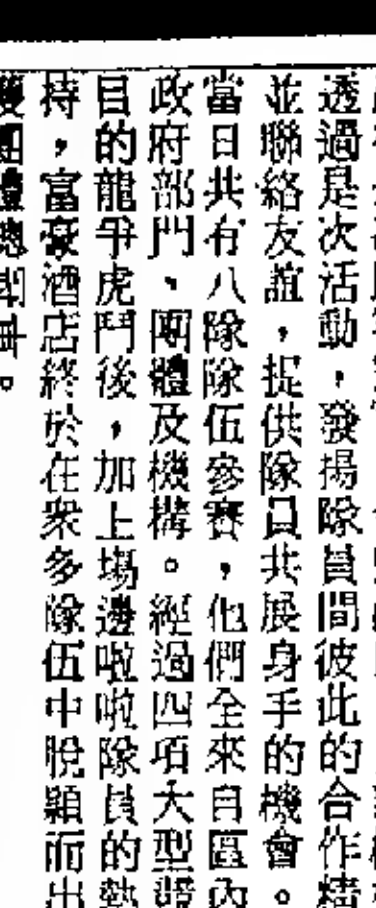 透過是次活動，發揚隊員間彼此的合作精
並聯絡友誼，提供隊員共展身手的機會。
當日共有八隊隊伍參賽，他們全來自區內
政府部門、團體及機構。經過四項大型競
目的龍爭虎鬥後，加上場邊啦啦隊員的熱
持，富豪酒店終於在眾多隊伍中脫穎而出